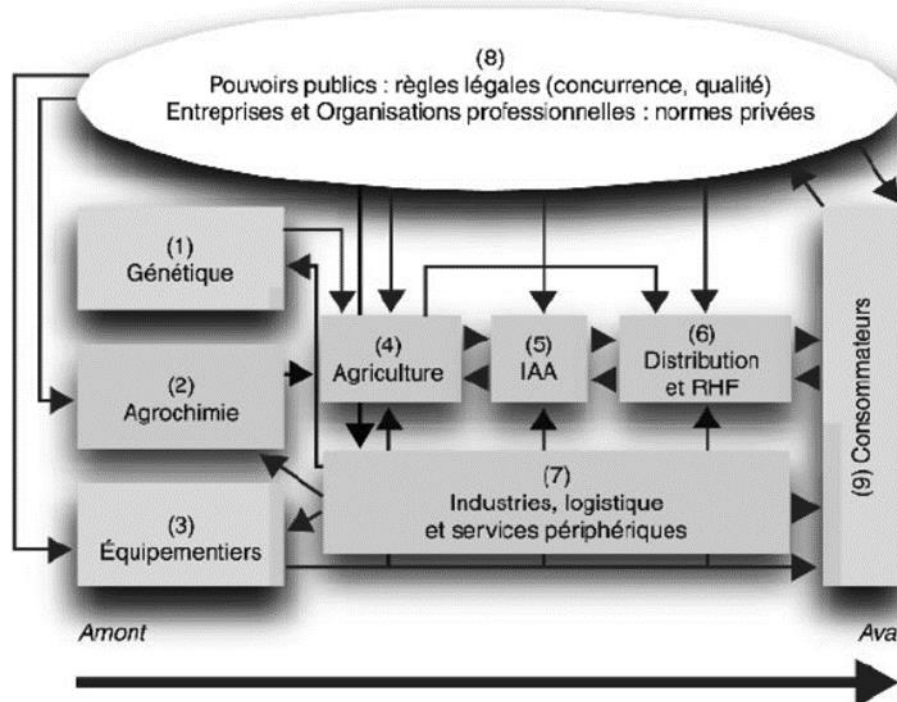 (8)
Pouvoirs publics : règles légales (concurrence, qualité)
Entreprises et Organisations professionnelles : normes privées
(1)
Génétique
(2)
Agrochimie
(3)
Équipementiers
(4)
Agriculture
(5)
IAA
(6)
Distribution
et RHF
(7)
Industries, logistique
et services périphériques
(9) Consommateurs
Amont
Ava